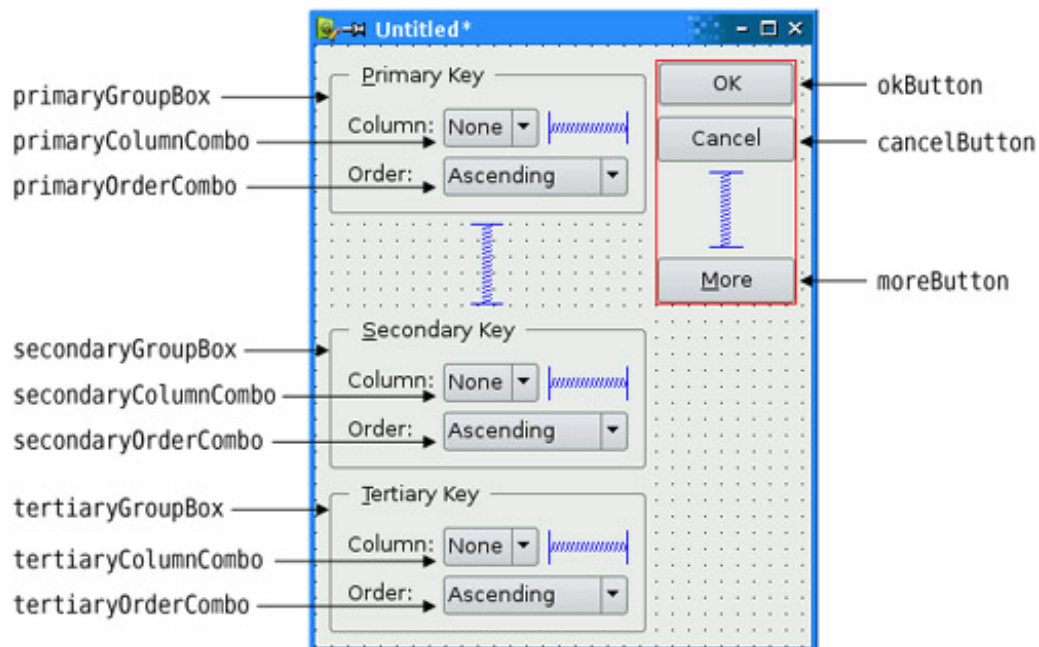 Untitled*
Primary Key
primaryGroupBox
OK
okButton
primaryColumnCombo
Column: None
Cancel
cancelButton
primaryOrderCombo
Order: Ascending
More
moreButton
Secondary Key
secondaryGroupBox
secondaryColumnCombo
Column: None
secondaryOrderCombo
Order: Ascending
Tertiary Key
tertiaryGroupBox
tertiaryColumnCombo
Column: None
tertiaryOrderCombo
Order: Ascending